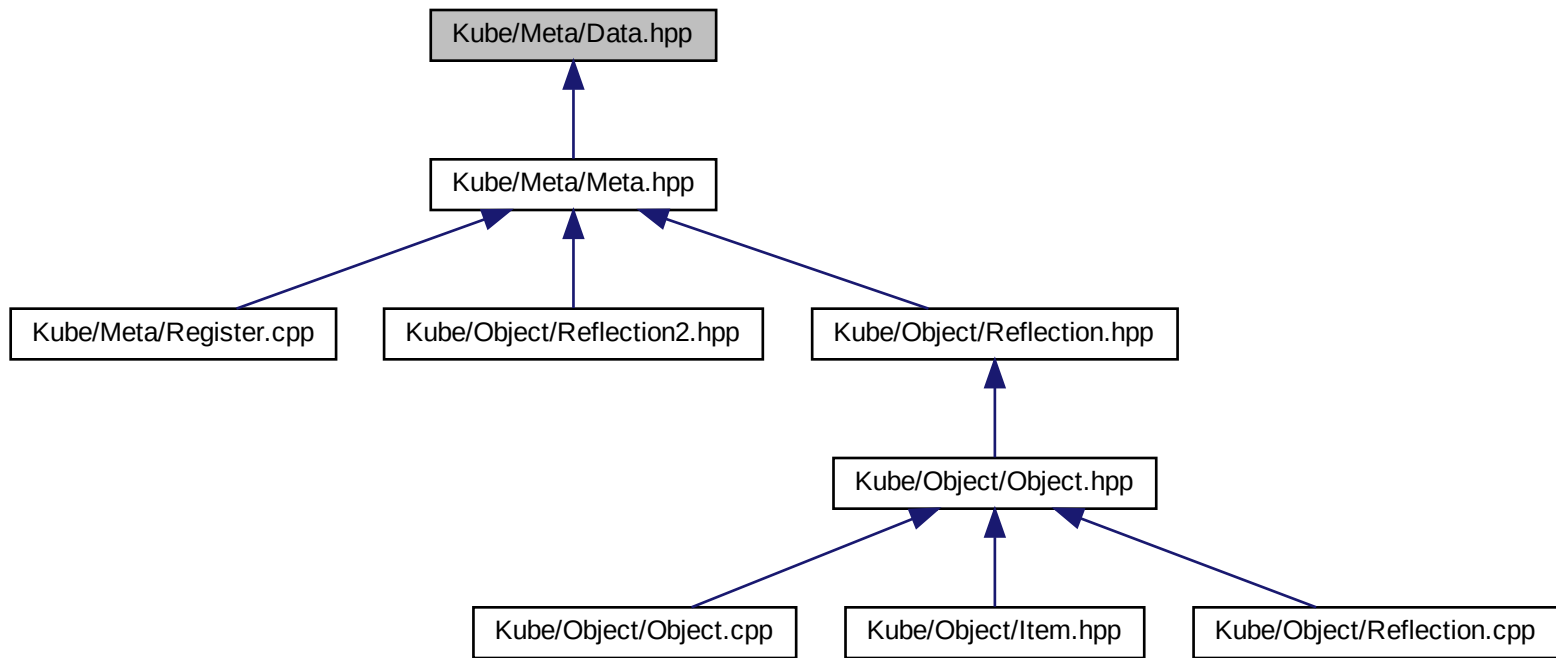 Kube/Meta/Data.hpp
Kube/Meta/Meta.hpp
Kube/Meta/Register.cpp
Kube/Object/Reflection2.hpp
Kube/Object/Reflection.hpp
Kube/Object/Object.hpp
Kube/Object/Object.cpp
Kube/Object/Item.hpp
Kube/Object/Reflection.cpp